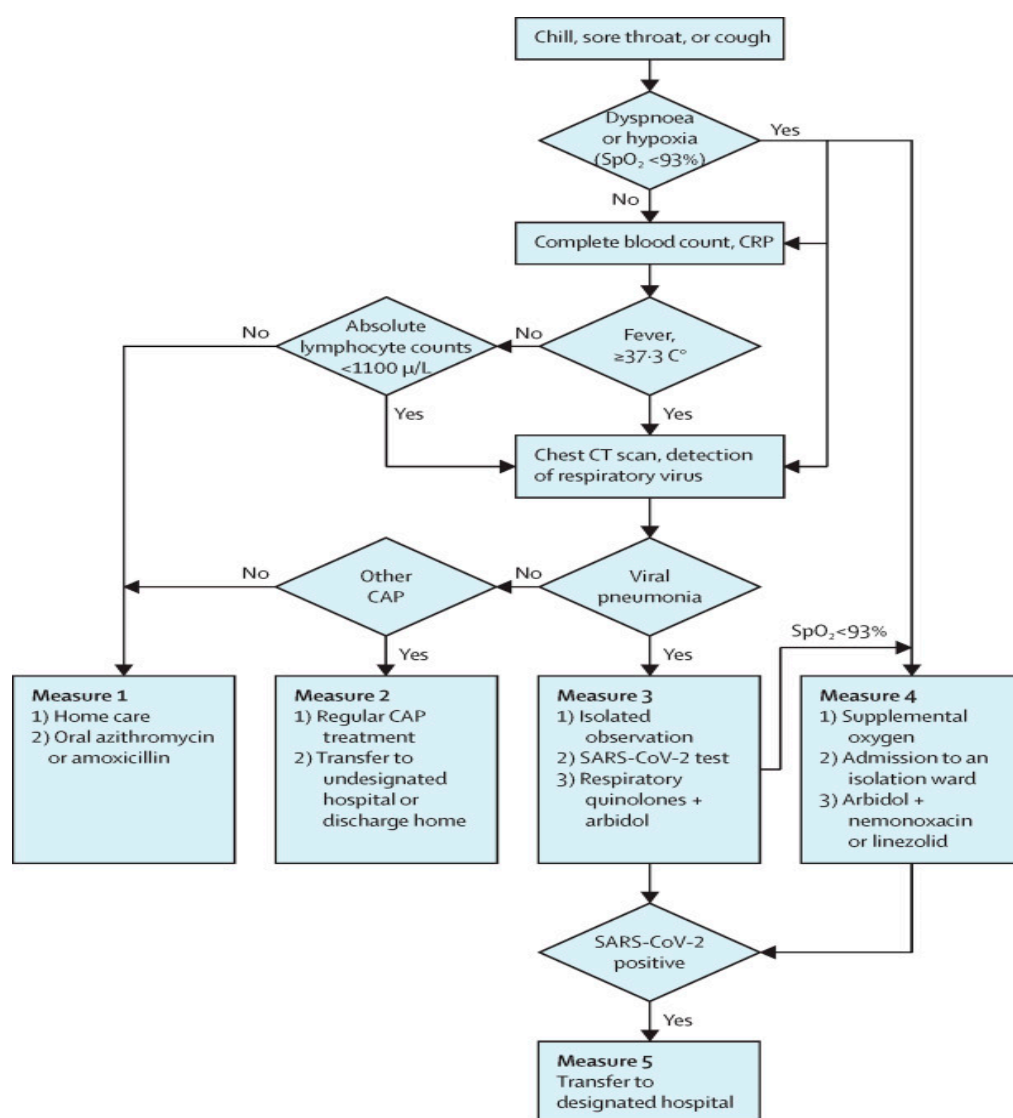 Chill, sore throat, or cough
Dyspnoea
or hypoxia
(SpO₂ <93%)
Yes
No
Complete blood count, CRP
No
Absolute
lymphocyte counts
<1100 μ/L
No
Fever,
≥37·3 C°
Yes
Yes
Chest CT scan, detection
of respiratory virus
No
Other
CAP
No
Viral
pneumonia
SpO₂<93%
Yes
Yes
Measure 1
1) Home care
2) Oral azithromycin
or amoxicillin
Measure 2
1) Regular CAP
treatment
2) Transfer to
undesignated
hospital or
discharge home
Measure 3
1) Isolated
observation
2) SARS-CoV-2 test
3) Respiratory
quinolones +
arbidol
Measure 4
1) Supplemental
oxygen
2) Admission to an
isolation ward
3) Arbidol +
nemonoxacin
or linezolid
SARS-CoV-2
positive
Yes
Measure 5
Transfer to
designated hospital